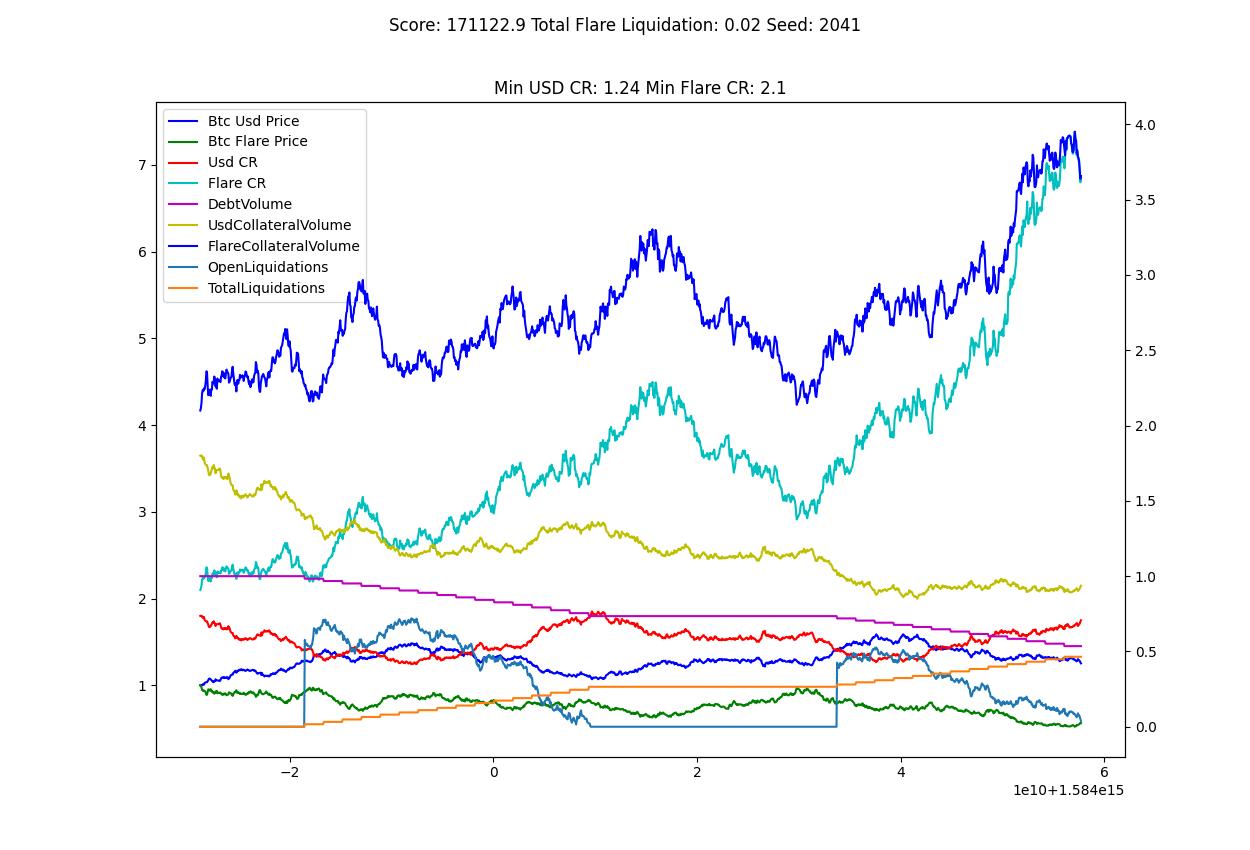 Score: 171122.9 Total Flare Liquidation: 0.02 Seed: 2041
Min USD CR: 1.24 Min Flare CR: 2.1
Btc Usd Price
Btc Flare Price
Usd CR
Flare CR
DebtVolume
UsdCollateralVolume
FlareCollateralVolume
OpenLiquidations
TotalLiquidations
7
6
5
4
3
2
1
4.0
3.5
3.0
2.5
2.0
1.5
1.0
0.5
0.0
−2 0 2 4 6
1e10+1.584e15